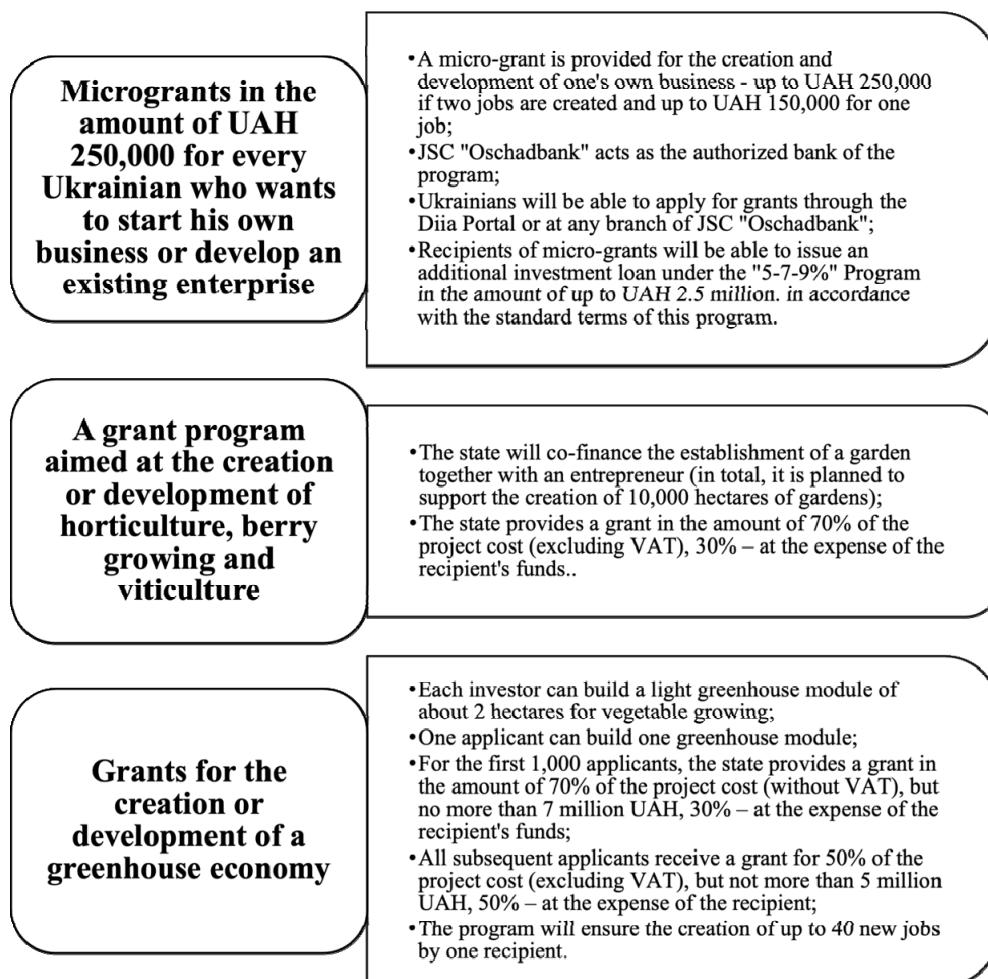 Microgrants in the
amount of UAH
250,000 for every
Ukrainian who wants
to start his own
business or develop an
existing enterprise
•A micro-grant is provided for the creation and
development of one's own business - up to UAH 250,000
if two jobs are created and up to UAH 150,000 for one
job;
•JSC "Oschadbank" acts as the authorized bank of the
program;
•Ukrainians will be able to apply for grants through the
Diia Portal or at any branch of JSC "Oschadbank";
•Recipients of micro-grants will be able to issue an
additional investment loan under the "5-7-9%" Program
in the amount of up to UAH 2.5 million. in accordance
with the standard terms of this program.
A grant program
aimed at the creation
or development of
horticulture, berry
growing and
viticulture
•The state will co-finance the establishment of a garden
together with an entrepreneur (in total, it is planned to
support the creation of 10,000 hectares of gardens);
•The state provides a grant in the amount of 70% of the
project cost (excluding VAT), 30% – at the expense of the
recipient's funds..
Grants for the
creation or
development of a
greenhouse economy
•Each investor can build a light greenhouse module of
about 2 hectares for vegetable growing;
•One applicant can build one greenhouse module;
•For the first 1,000 applicants, the state provides a grant in
the amount of 70% of the project cost (without VAT), but
no more than 7 million UAH, 30% – at the expense of the
recipient's funds;
•All subsequent applicants receive a grant for 50% of the
project cost (excluding VAT), but not more than 5 million
UAH, 50% – at the expense of the recipient;
•The program will ensure the creation of up to 40 new jobs
by one recipient.